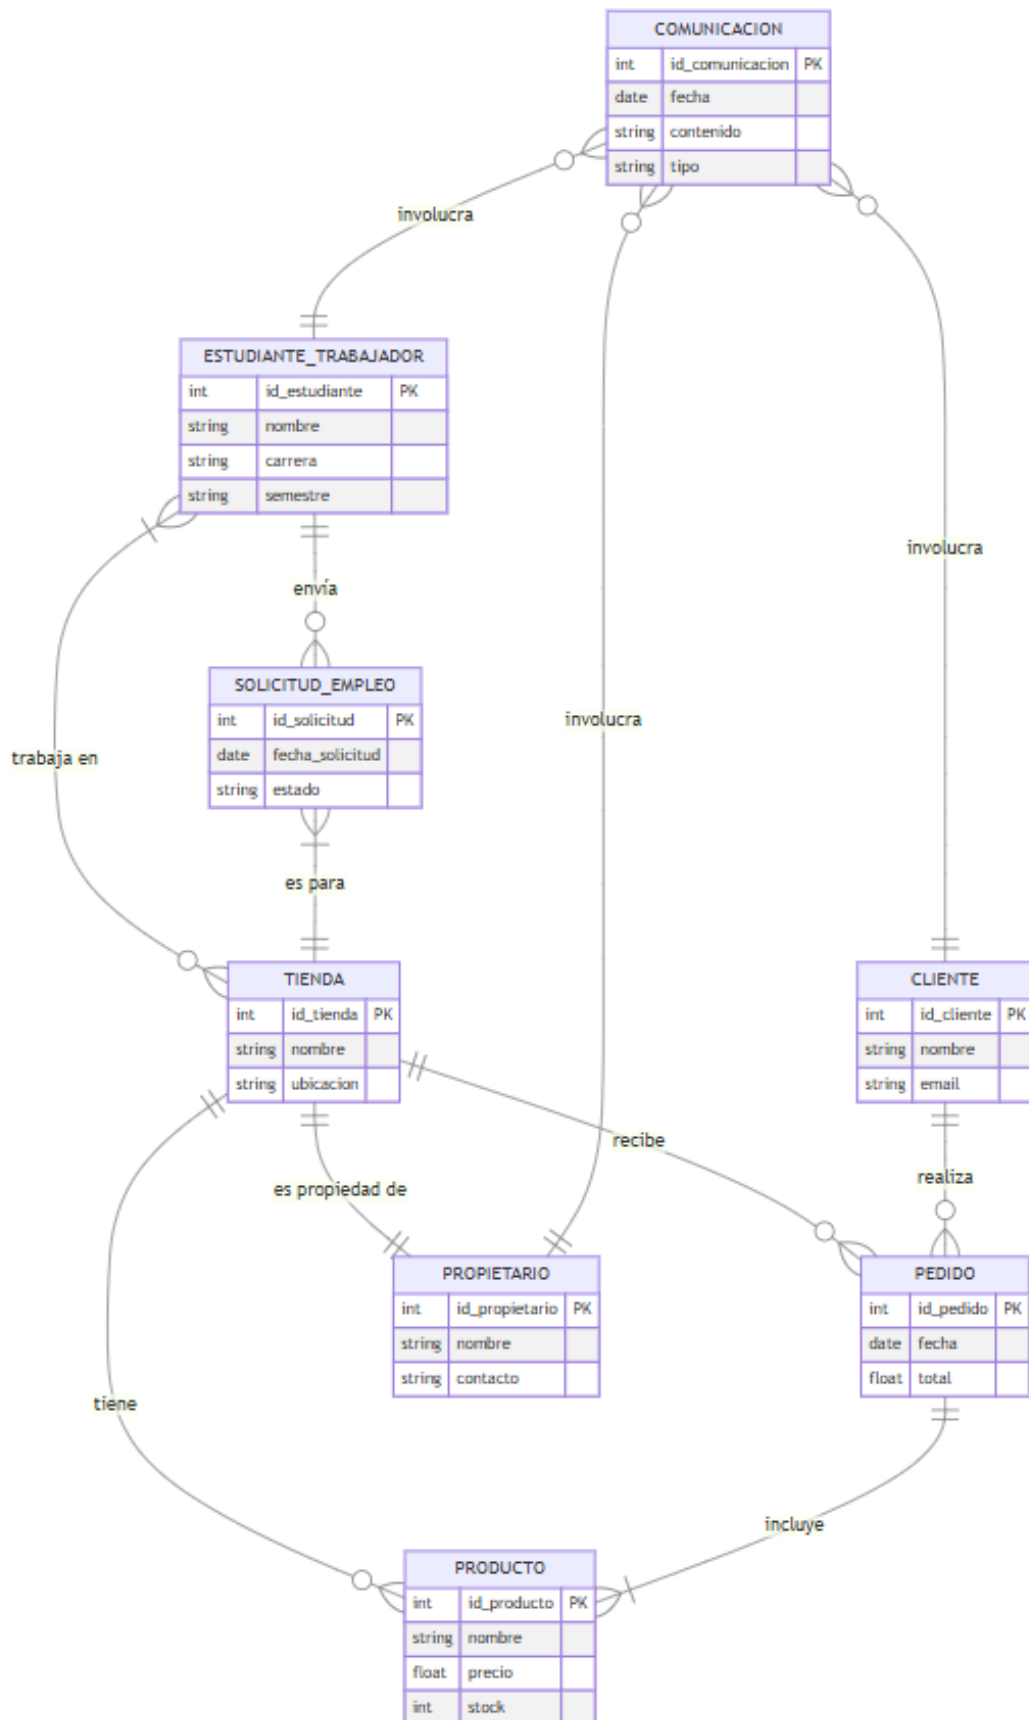 COMUNICACION
int id_comunicacion PK
date fecha
string contenido
string tipo
involucra
ESTUDIANTE_TRABAJADOR
int id_estudiante PK
string nombre
string carrera
string semestre
involucra
envía
SOLICITUD_EMPLEO
int id_solicitud PK
date fecha_solicitud
string estado
involucra
trabaja en
es para
TIENDA
int id_tienda PK
string nombre
string ubicacion
CLIENTE
int id_cliente PK
string nombre
string email
recibe
realiza
es propiedad de
PROPIETARIO
int id_propietario PK
string nombre
string contacto
PEDIDO
int id_pedido PK
date fecha
float total
tiene
incluye
PRODUCTO
int id_producto PK
string nombre
float precio
int stock